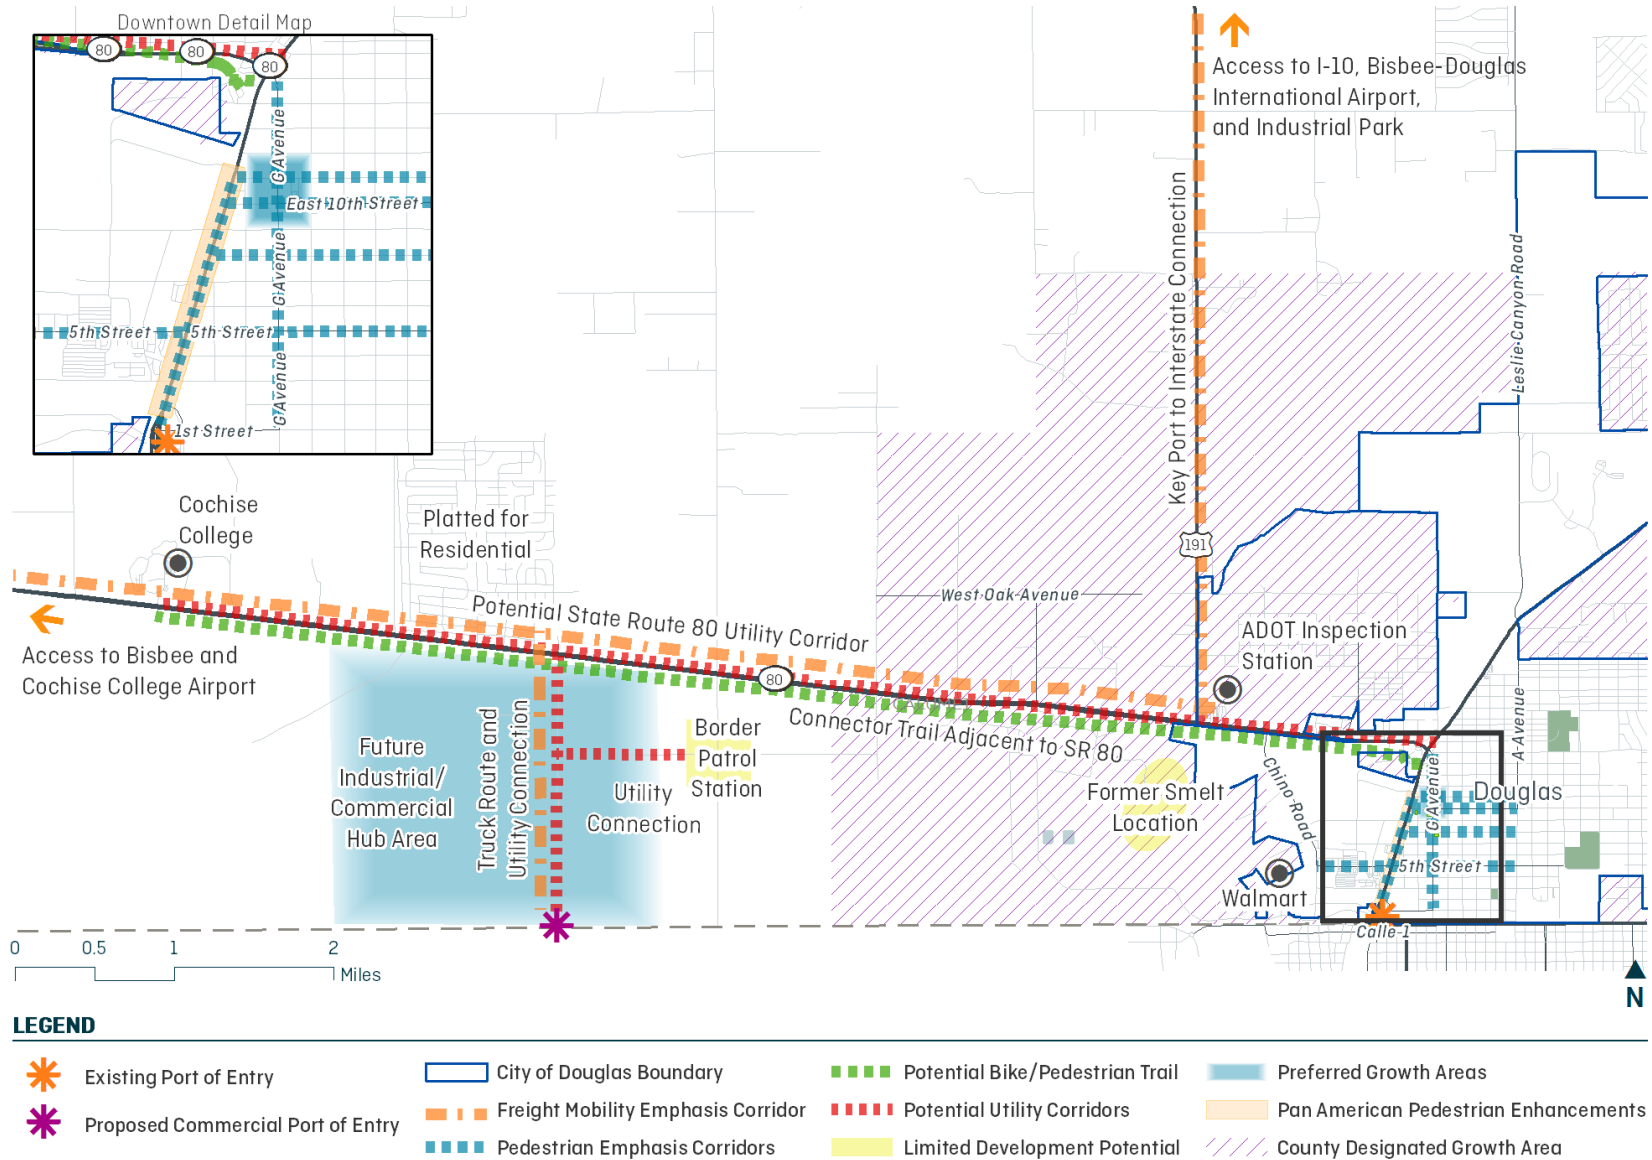 Downtown Detail Map
80
80
80
G Avenue
East 10th Street
G Avenue
5th Street
5th Street
G Avenue
1st Street
Access to I-10, Bisbee-Douglas
International Airport,
and Industrial Park
Key Port to Interstate Connection
Leslie Canyon Road
191
Cochise
College
Platted for
Residential
West Oak Avenue
Potential State Route 80 Utility Corridor
ADOT Inspection
Station
Access to Bisbee and
Cochise College Airport
80
Connector Trail Adjacent to SR 80
A Avenue
Future
Industrial/
Commercial
Hub Area
Truck Route and
Utility Connection
Border
Patrol
Station
Utility
Connection
Former Smelt
Location
Chino Road
G Avenue
Douglas
5th Street
Walmart
Calle 1
0
0.5
1
2
Miles
N
LEGEND
Existing Port of Entry
Proposed Commercial Port of Entry
City of Douglas Boundary
Freight Mobility Emphasis Corridor
Pedestrian Emphasis Corridors
Potential Bike/Pedestrian Trail
Potential Utility Corridors
Limited Development Potential
Preferred Growth Areas
Pan American Pedestrian Enhancements
County Designated Growth Area